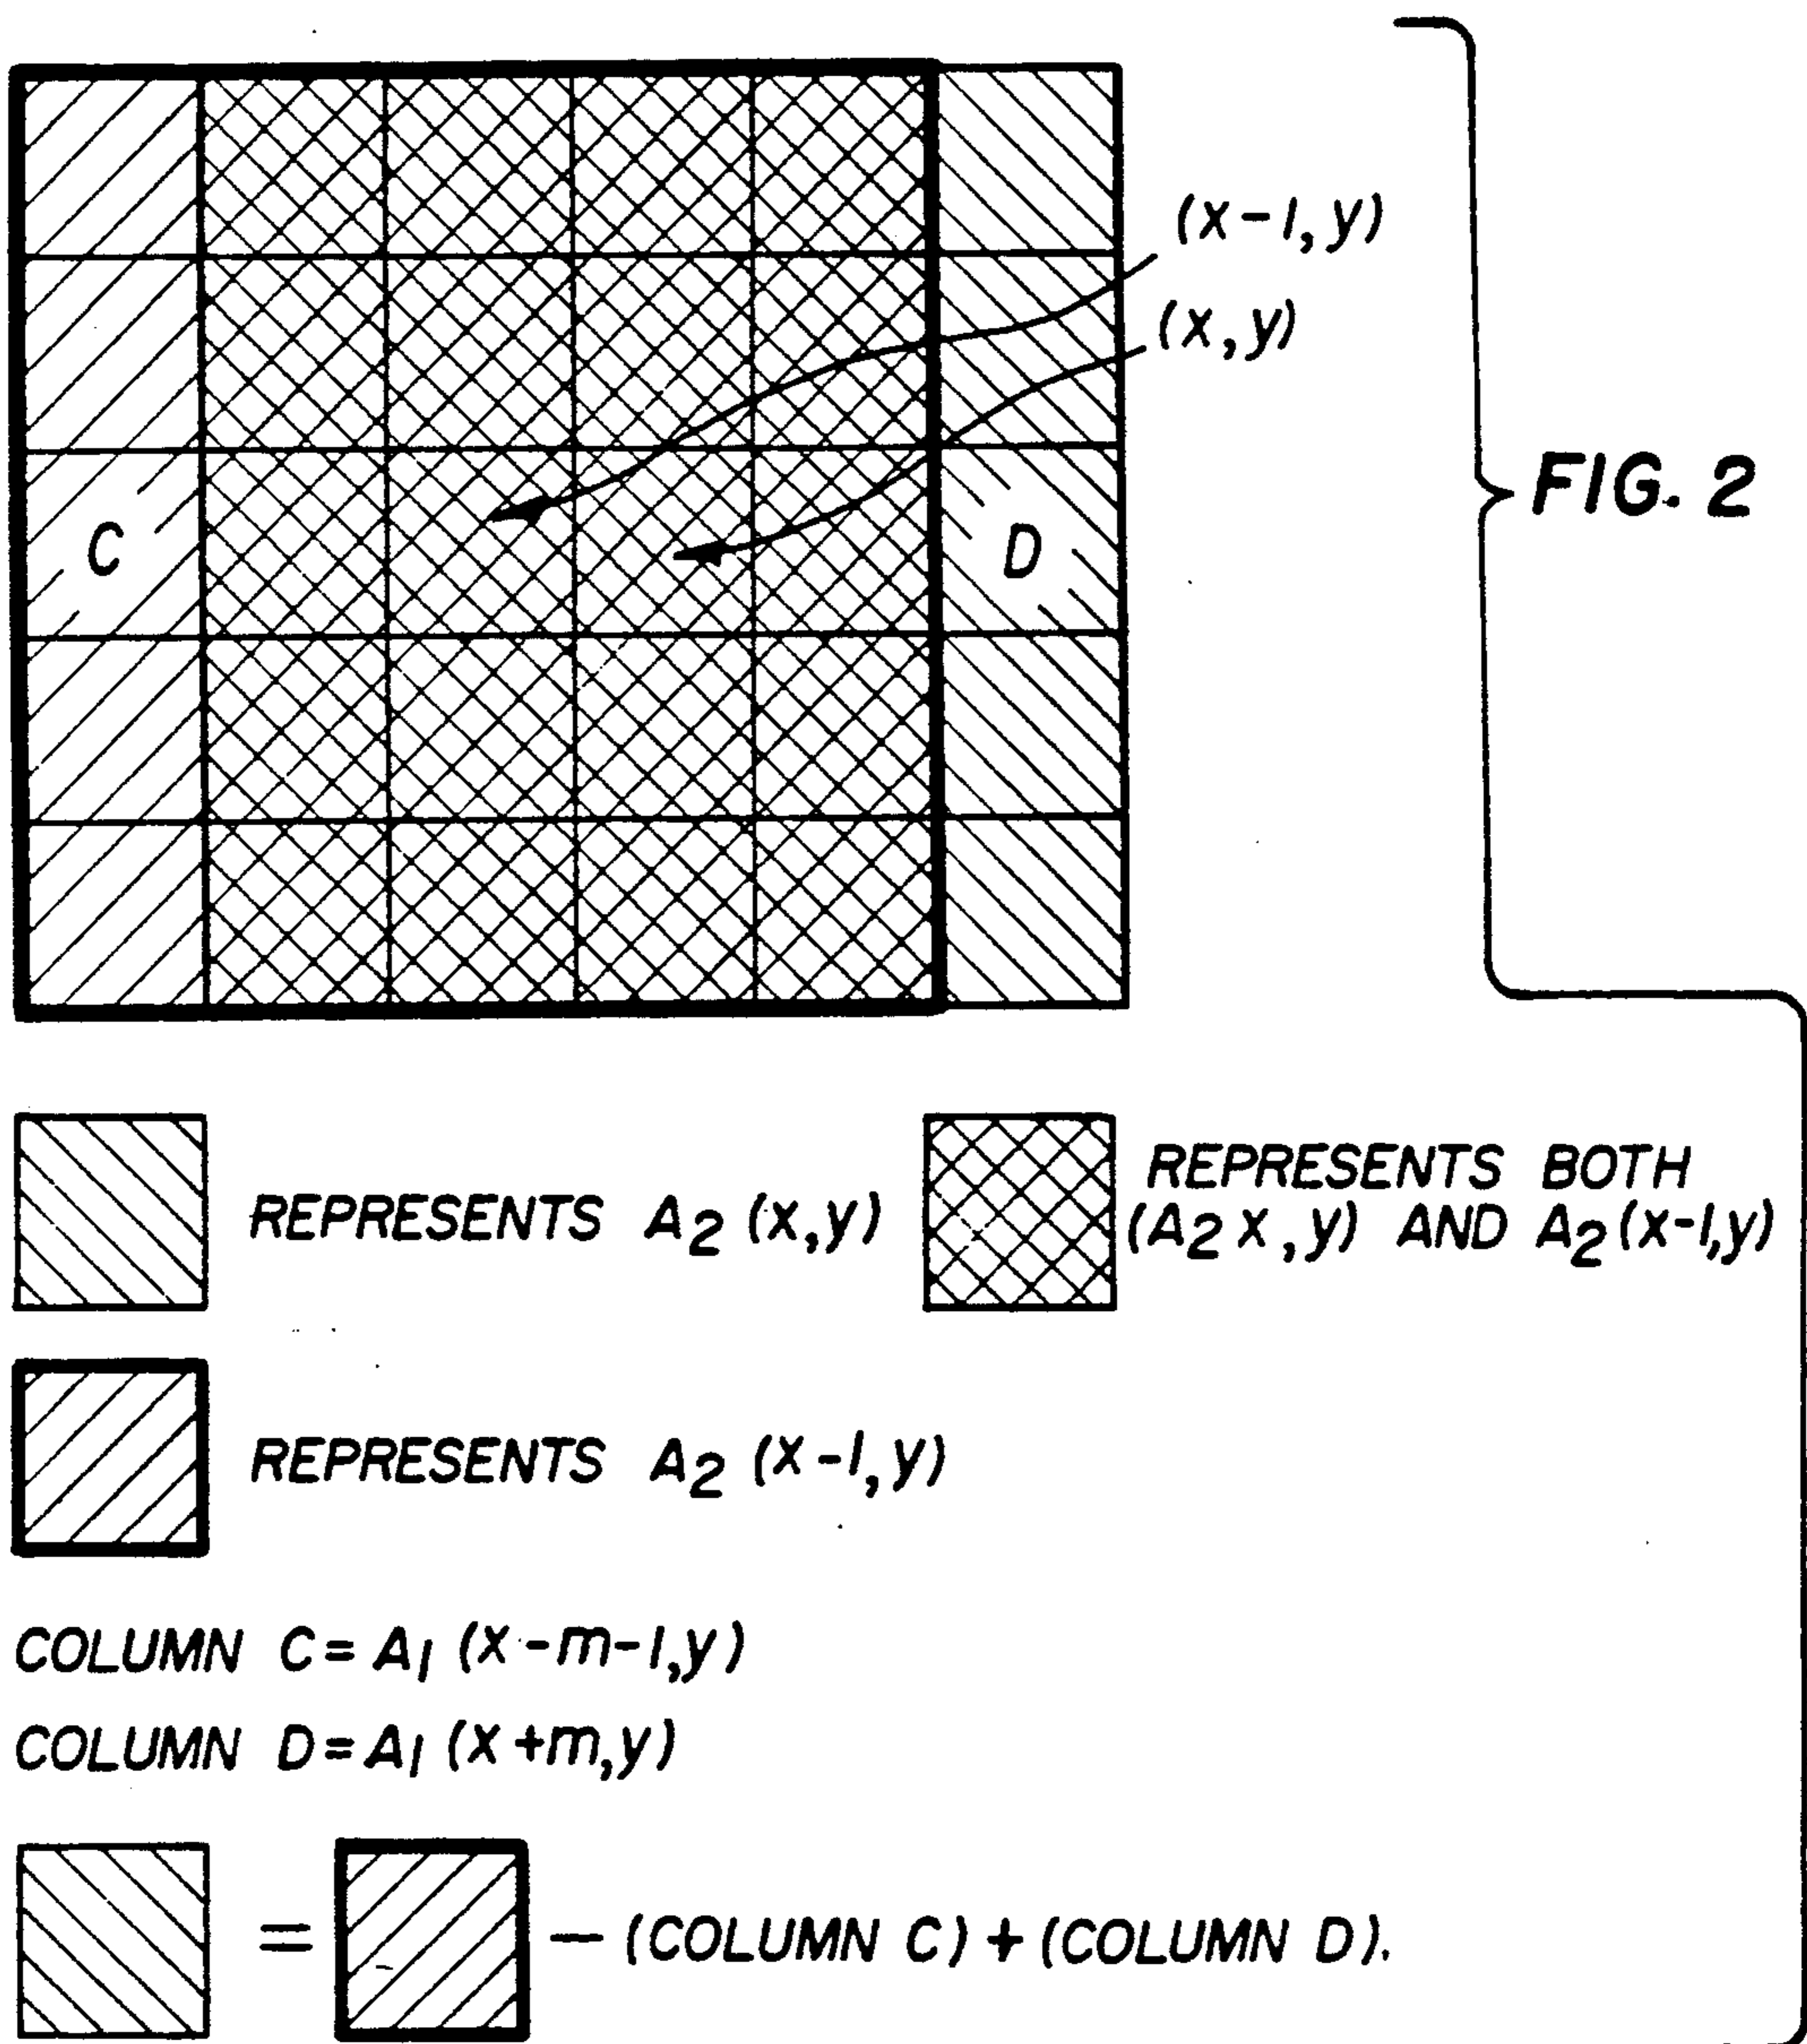 (x-1, y)
(x, y)
FIG. 2
C
D
REPRESENTS A2 (x,y)
REPRESENTS BOTH
(A2 x, y) AND A2 (x-1,y)
REPRESENTS A2 (x-1, y)
COLUMN C = A1 (x-m-1,y)
COLUMN D = A1 (x+m,y)
= — (COLUMN C) + (COLUMN D).